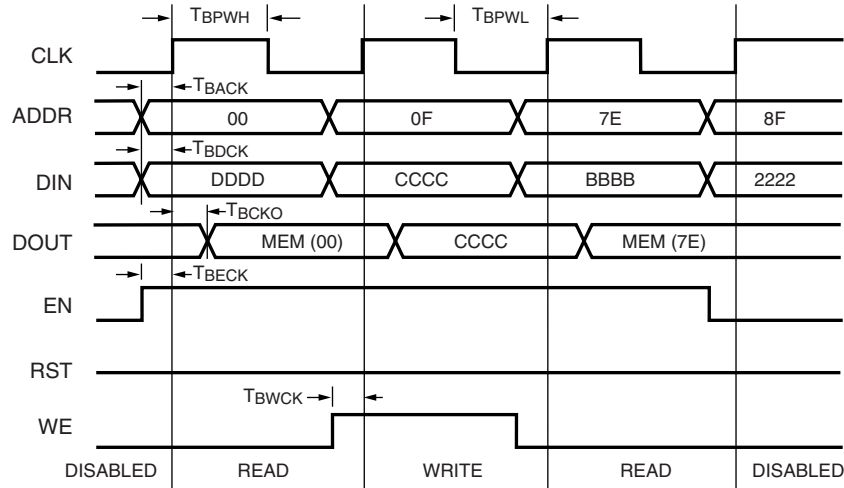 TBPWH TBPWL
CLK
TBACK
ADDR 00 0F 7E 8F
TBDCK
DIN DDDD CCCC BBBB 2222
TBCKO
DOUT MEM (00) CCCC MEM (7E)
TBECK
EN
RST
TBWCK
WE
DISABLED READ WRITE READ DISABLED